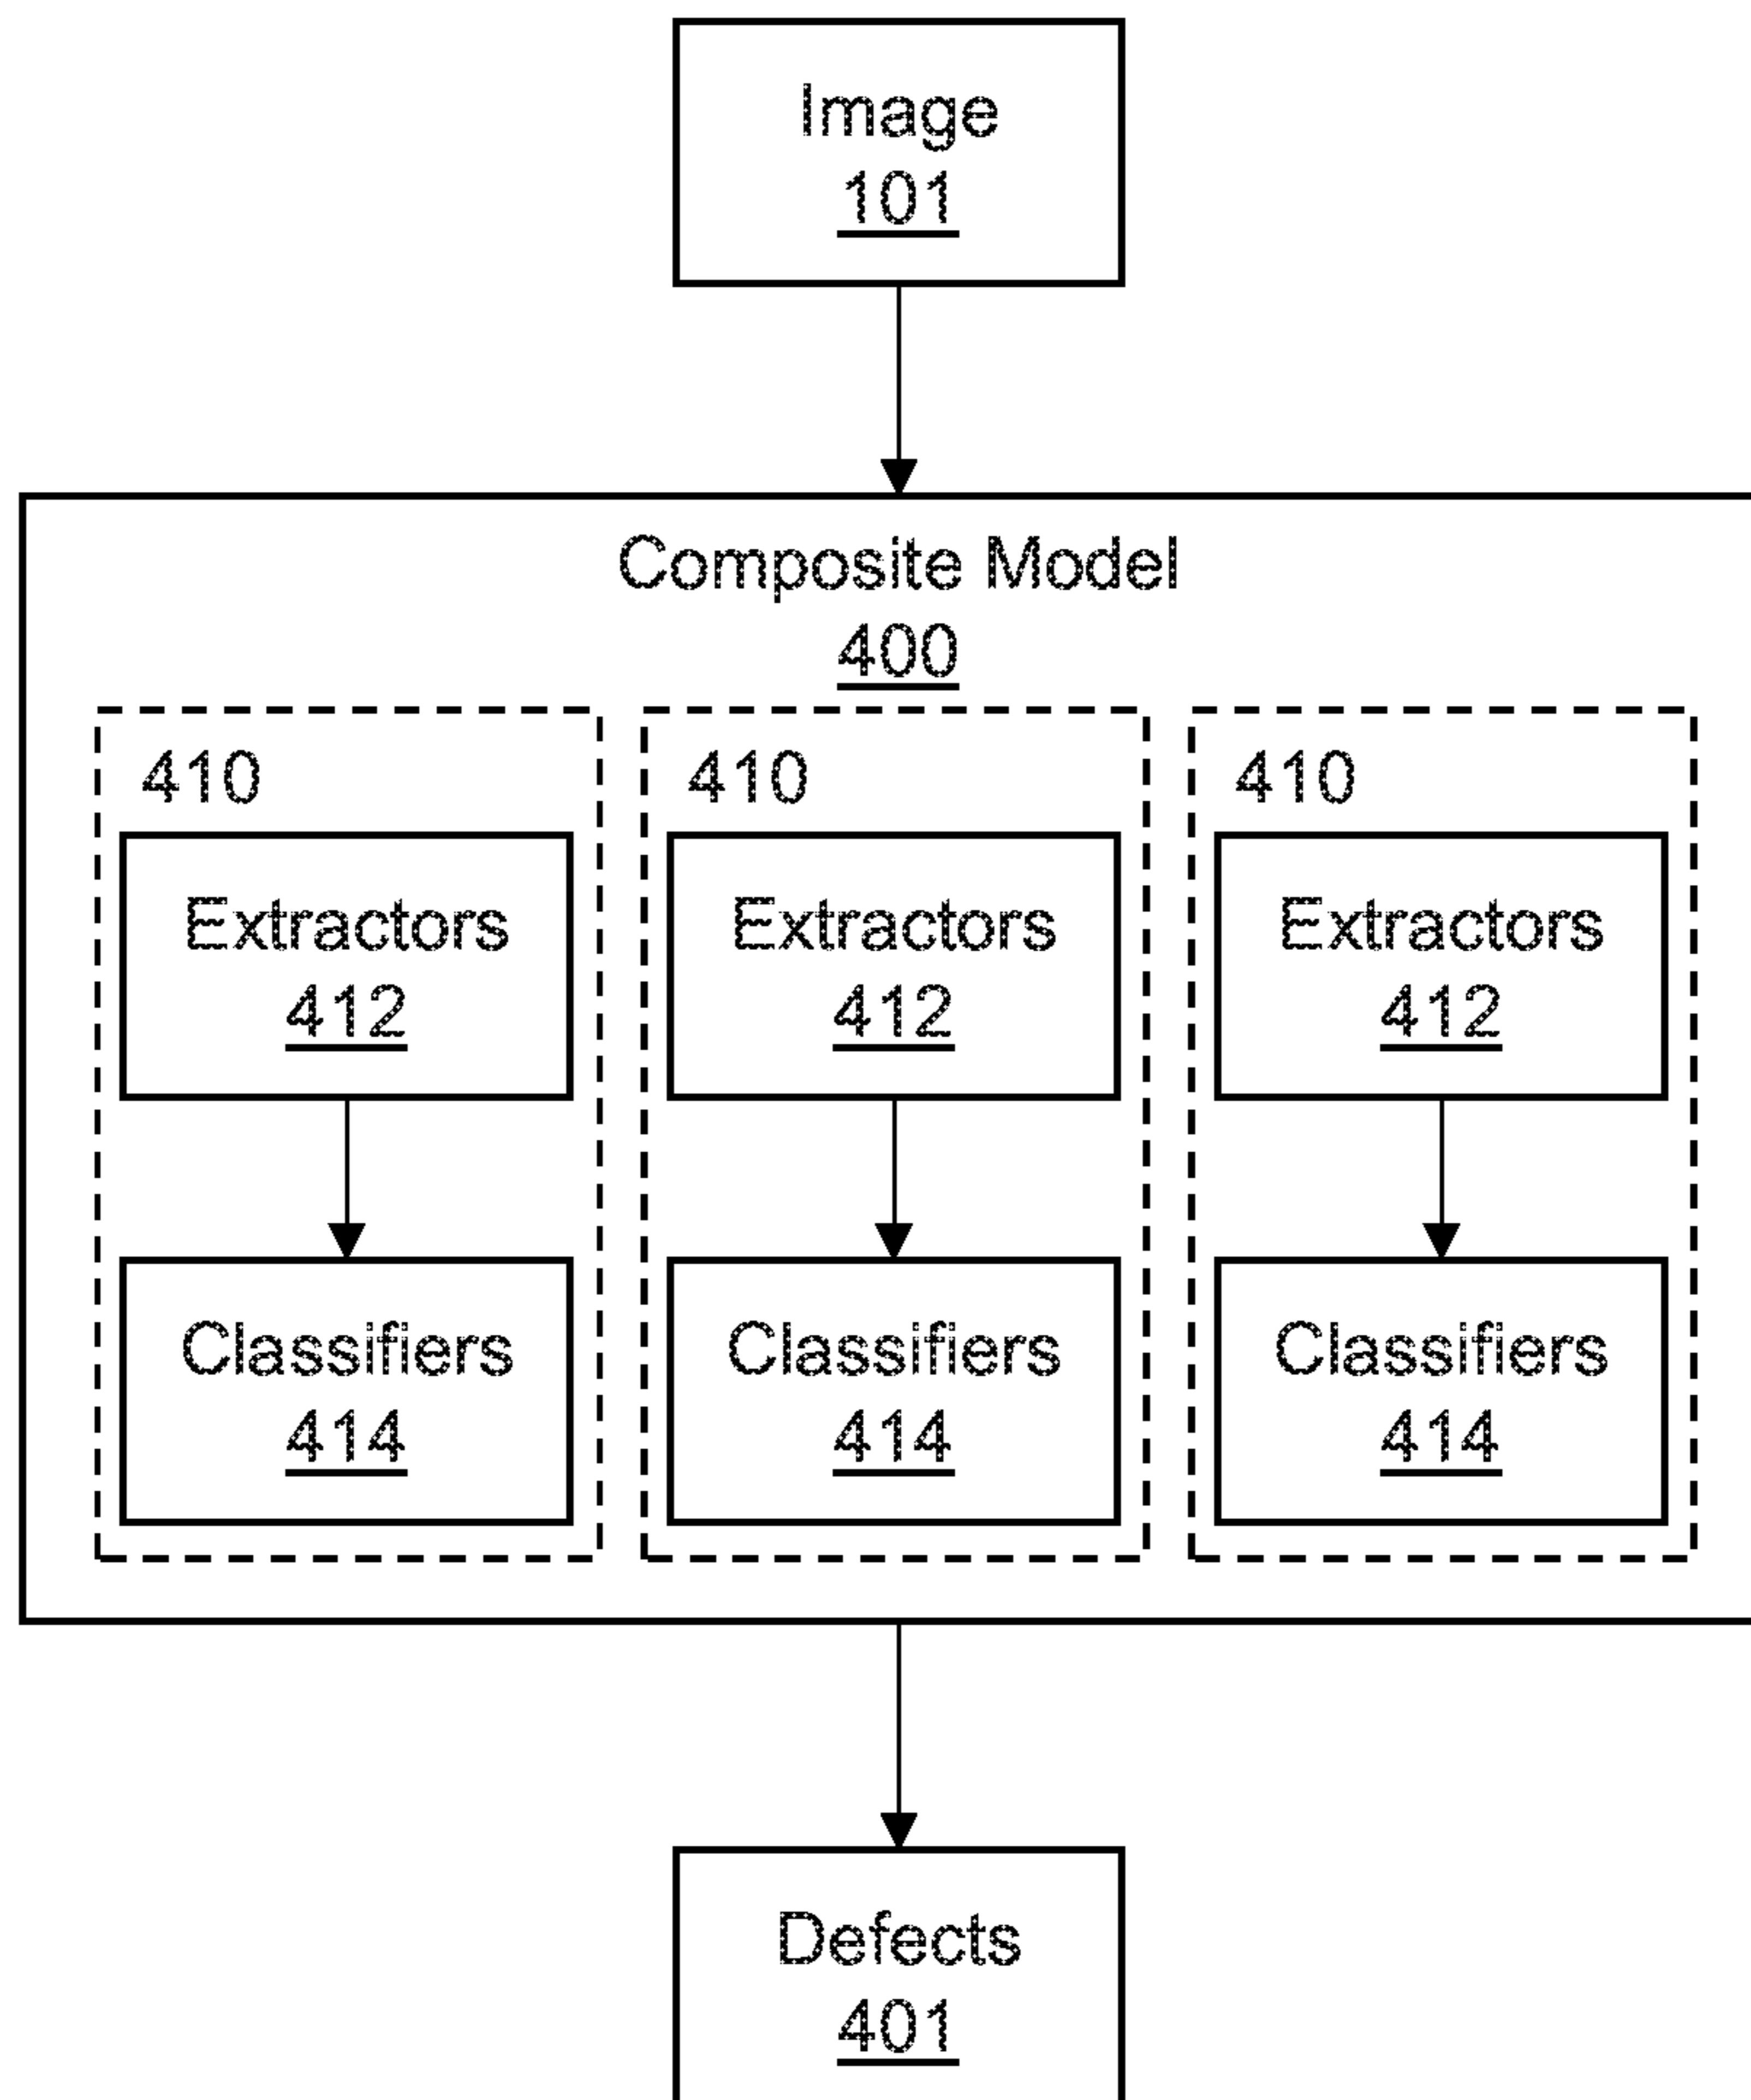 Image
101
Composite Model
400
410
Extractors
412
Classifiers
414
410
Extractors
412
Classifiers
414
410
Extractors
412
Classifiers
414
Defects
401